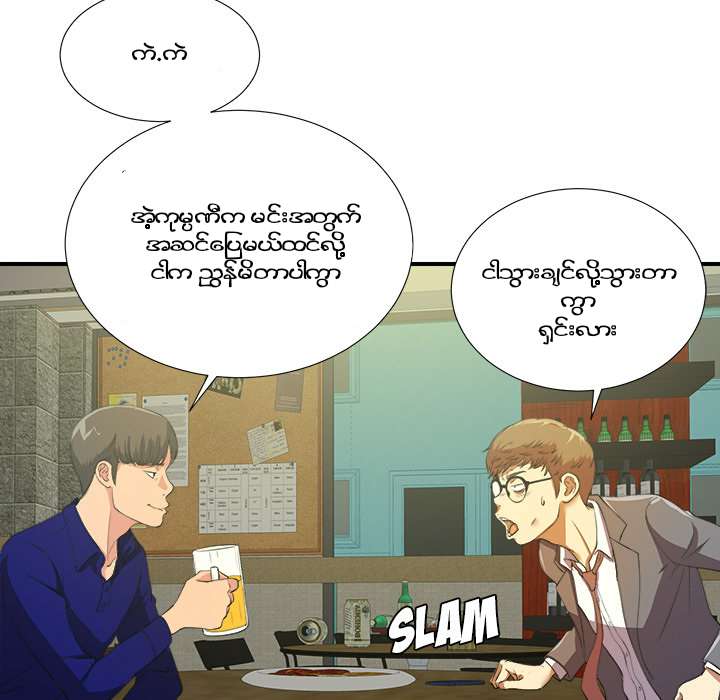 ကဲ.ကဲ
အဲ့ကုမ္ပဏီက မင်းအတွက်
အဆင်ပြေမယ်ထင်လို့
ငါက ညွှန်မိတာပါကွာ
ငါသွားချင်လို့သွားတာ
ကွာ
ရှင်းလား
SLAM